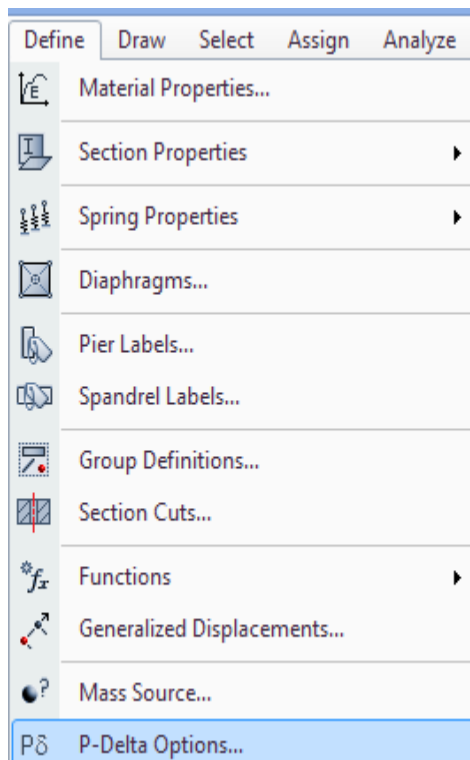 Define Draw Select Assign Analyze
Material Properties...
Section Properties
Spring Properties
Diaphragms...
Pier Labels...
Spandrel Labels...
Group Definitions...
Section Cuts...
Functions
Generalized Displacements...
Mass Source...
Pδ P-Delta Options...